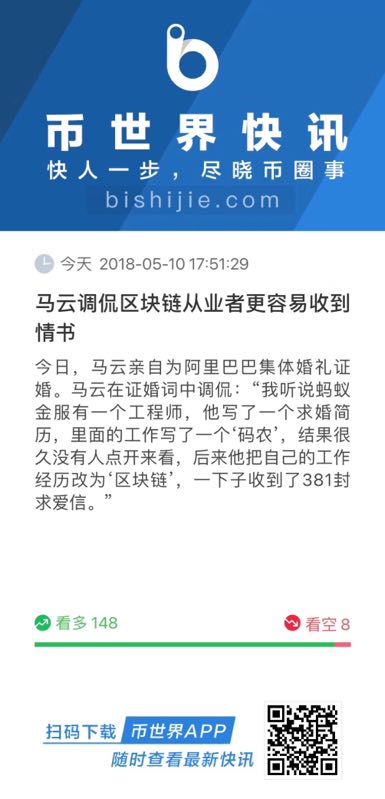 币世界快讯
快人一步，尽晓币圈事
bishijie.com
今天 2018-05-10 17:51:29
马云调侃区块链从业者更容易收到
情书
今日，马云亲自为阿里巴巴集体婚礼证
婚。马云在证婚词中调侃：“我听说蚂蚁
金服有一个工程师，他写了一个求婚简
历，里面的工作写了一个‘码农’，结果很
久没有人点开来看，后来他把自己的工作
经历改为‘区块链’，一下子收到了381封
求爱信。”
看多 148
看空 8
扫码下载 币世界APP
随时查看最新快讯